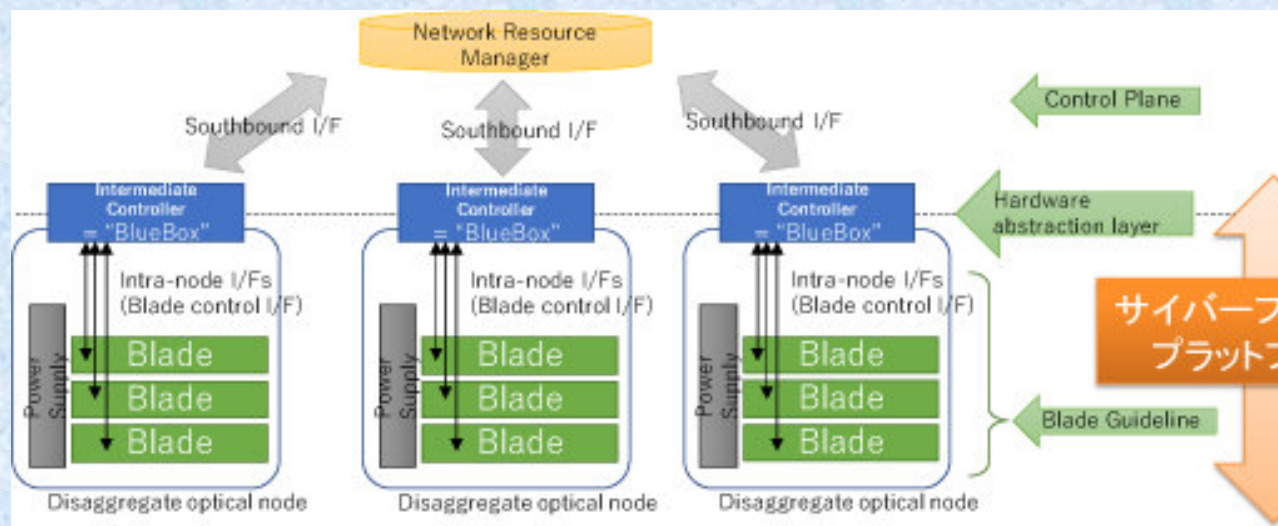 Network Resource
Manager
Southbound I/F
Southbound I/F
Southbound I/F
Control Plane
Intermediate
Controller
= "BlueBox"
Intermediate
Controller
= "BlueBox"
Intermediate
Controller
= "BlueBox"
Hardware
abstraction layer
Intra-node I/Fs
(Blade control I/F)
Power
Supply
Blade
Blade
Blade
Intra-node I/Fs
(Blade control I/F)
Power
Supply
Blade
Blade
Blade
Intra-node I/Fs
(Blade control I/F)
Power
Supply
Blade
Blade
Blade
サイバーフ
プラットフ
Blade Guideline
Disaggregate optical node
Disaggregate optical node
Disaggregate optical node